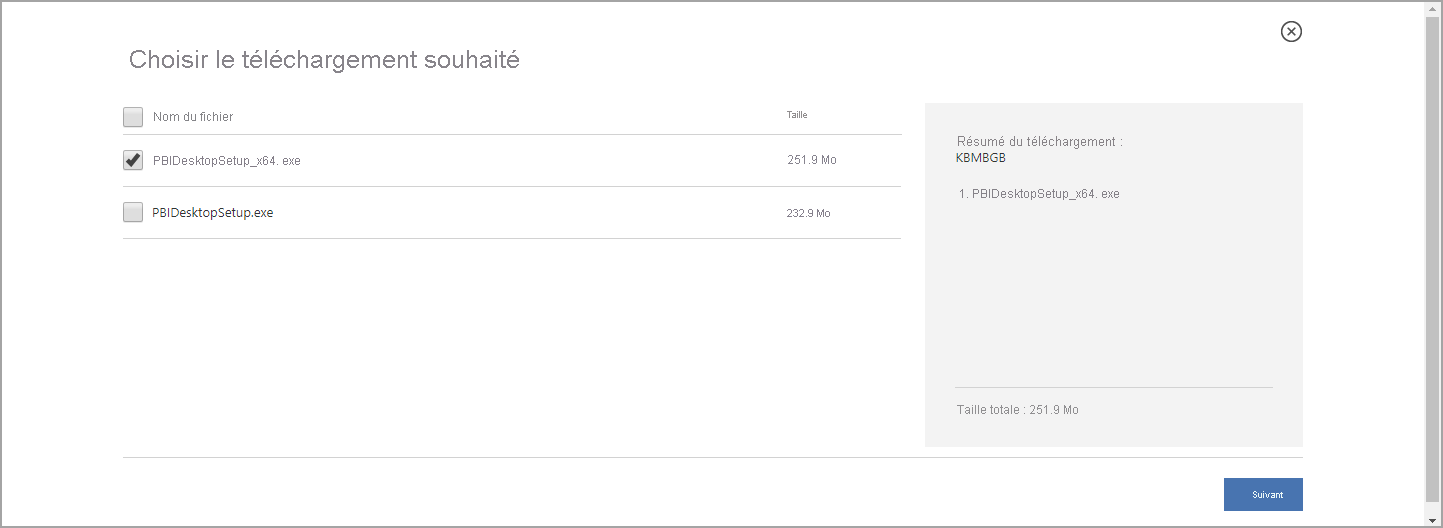 Choisir le téléchargement souhaité
Nom du fichier Taille
PBIDesktopSetup_x64. exe 251.9 Mo
PBIDesktopSetup.exe 232.9 Mo
Résumé du téléchargement :
KBMBGB
1. PBIDesktopSetup_x64. exe
Taille totale : 251.9 Mo
Suivant